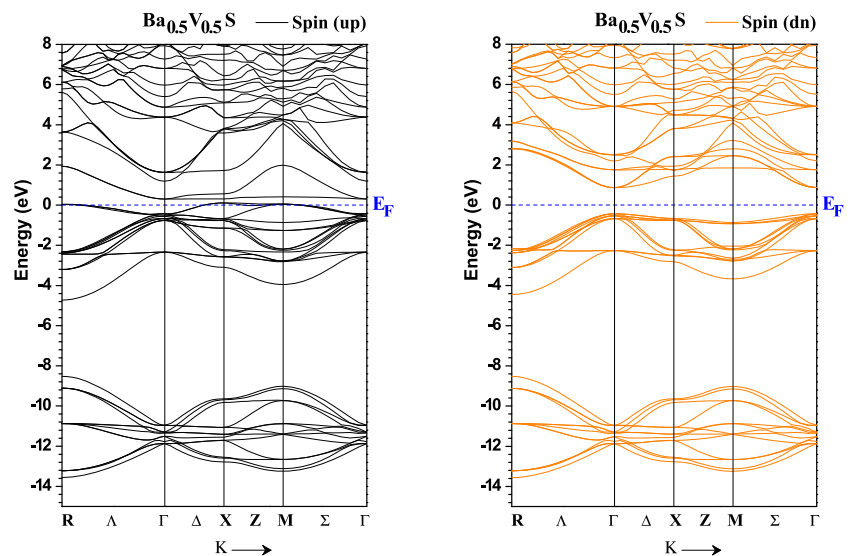 Ba0.5V0.5S — Spin (up)
8
6
4
2
0
-2
-4
-6
-8
-10
-12
-14
Energy (eV)
EF
R Λ Γ Δ X Z M Σ Γ
K →
Ba0.5V0.5S — Spin (dn)
8
6
4
2
0
-2
-4
-6
-8
-10
-12
-14
Energy (eV)
EF
R Λ Γ Δ X Z M Σ Γ
K →